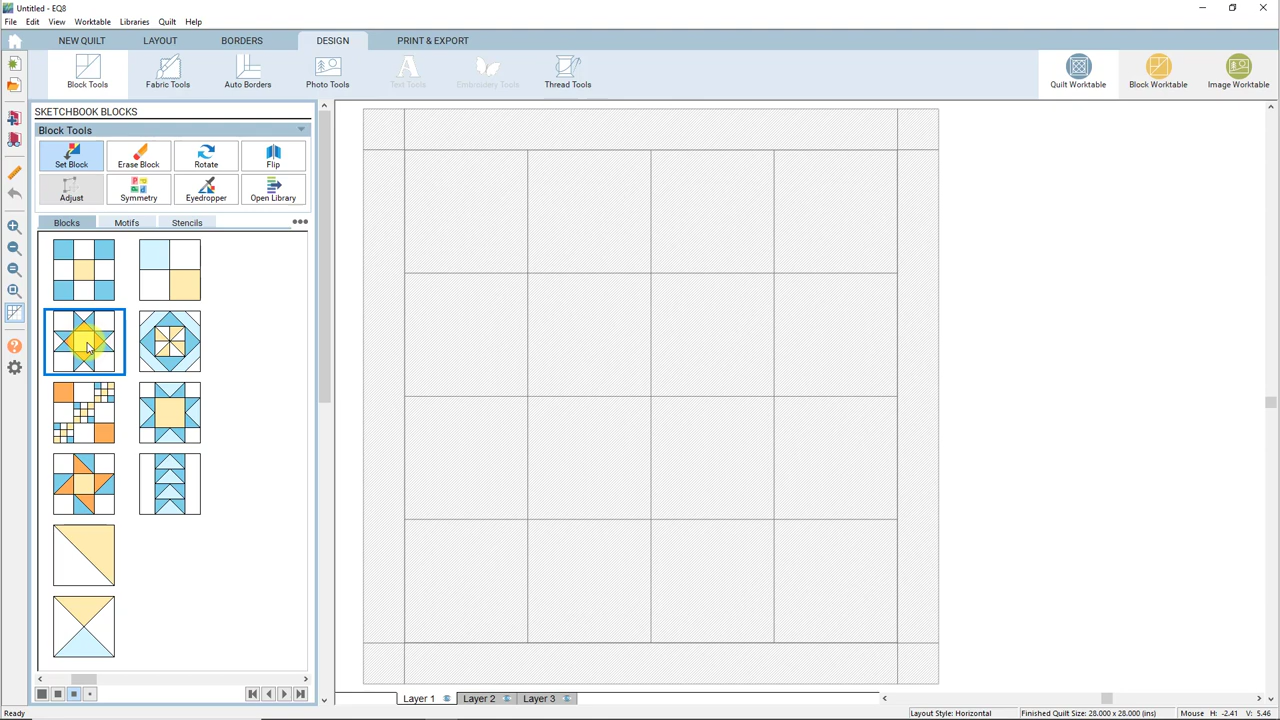 Untitled - EQ8
File Edit View Worktable Libraries Quilt Help
NEW QUILT LAYOUT BORDERS DESIGN PRINT & EXPORT
Block Tools Fabric Tools Auto Borders Photo Tools Text Tools Embroidery Tools Thread Tools Quilt Worktable Block Worktable Image Worktable
SKETCHBOOK BLOCKS
Block Tools
Set Block Erase Block Rotate Flip
Adjust Symmetry Eyedropper Open Library
Blocks Motifs Stencils
Layer 1 Layer 2 Layer 3
Ready Layout Style: Horizontal Finished Quilt Size: 28.000 x 28.000 (ins) Mouse H: -2.41 V: 5.46